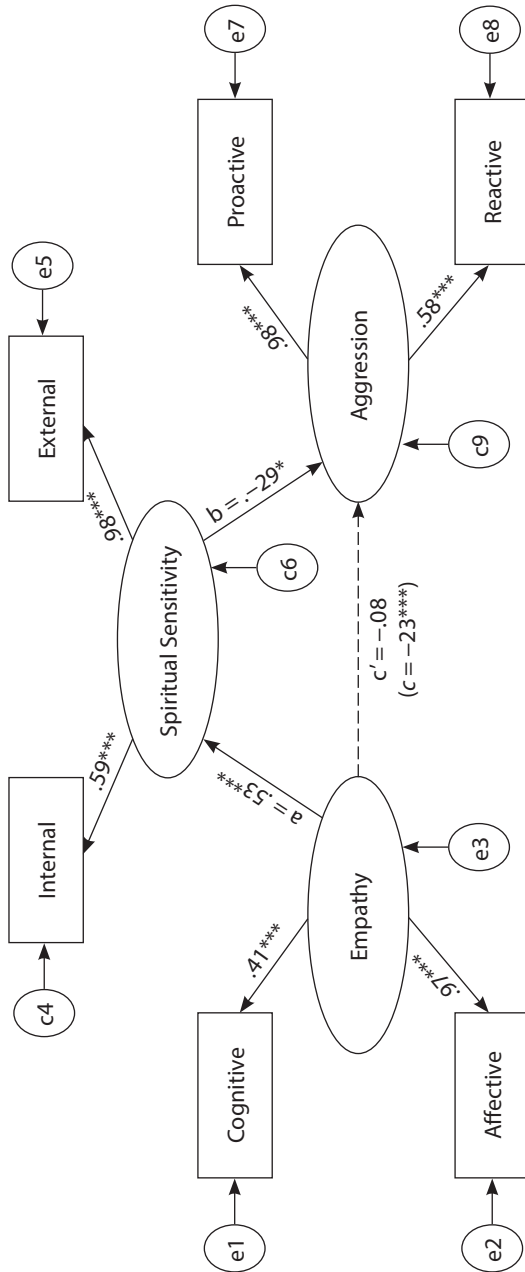 c4
Internal
External
e5
.59***
.98***
Spiritual Sensitivity
c6
a = .53***
b = .–29*
e1
Cognitive
.41***
Empathy
e3
.97***
Affective
e2
c′ = –.08
(c = –23***)
Aggression
c9
.98***
Proactive
e7
.58***
Reactive
e8